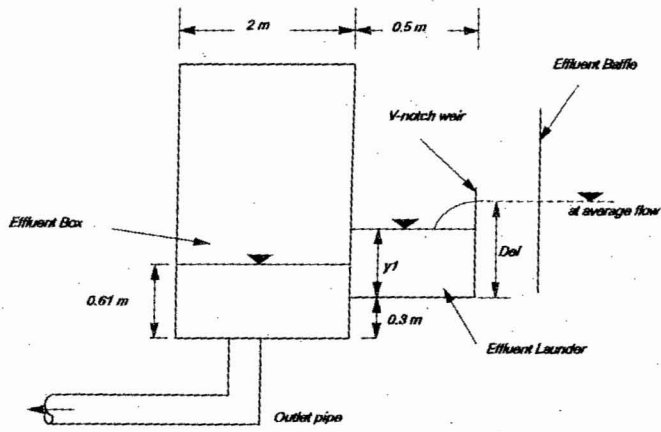 2 m
0.5 m
Effluent Baffle
V-notch weir
at average flow
Effluent Box
y1
Del
0.61 m
0.3 m
Effluent Launder
Outlet pipe